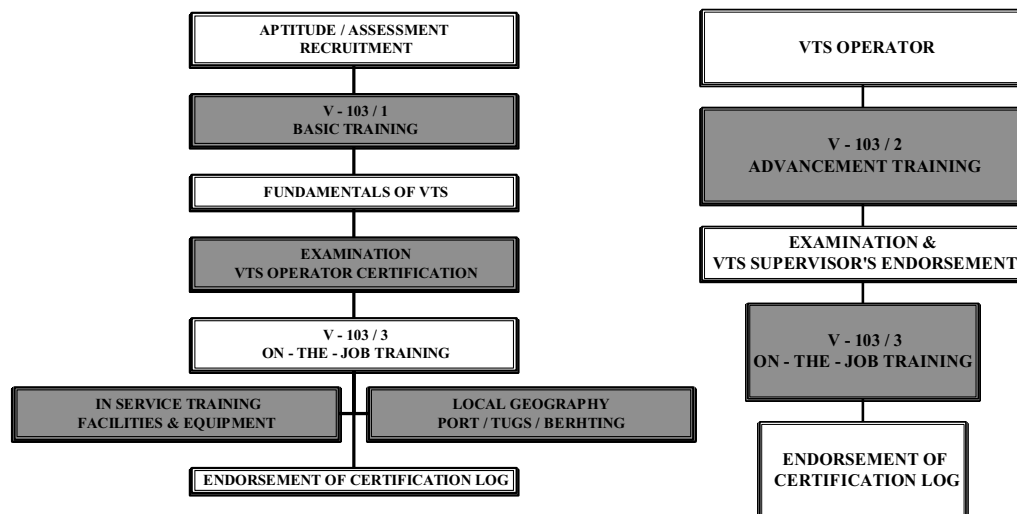 APTITUDE / ASSESSMENT
RECRUITMENT
V - 103 / 1
BASIC TRAINING
FUNDAMENTALS OF VTS
EXAMINATION
VTS OPERATOR CERTIFICATION
V - 103 / 3
ON - THE - JOB TRAINING
IN SERVICE TRAINING
FACILITIES & EQUIPMENT
LOCAL GEOGRAPHY
PORT / TUGS / BERHTING
ENDORSEMENT OF CERTIFICATION LOG
VTS OPERATOR
V - 103 / 2
ADVANCEMENT TRAINING
EXAMINATION &
VTS SUPERVISOR'S ENDORSEMENT
V - 103 / 3
ON - THE - JOB TRAINING
ENDORSEMENT OF
CERTIFICATION LOG